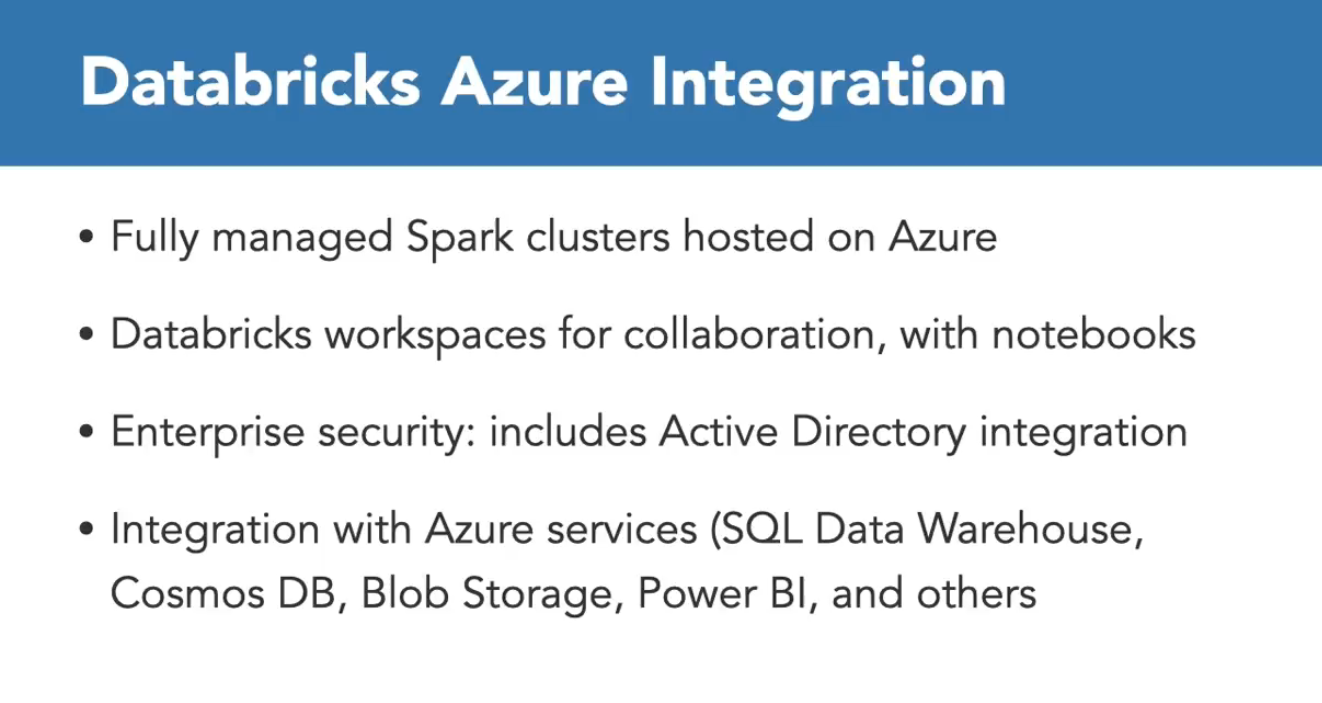 Databricks Azure Integration
• Fully managed Spark clusters hosted on Azure
• Databricks workspaces for collaboration, with notebooks
• Enterprise security: includes Active Directory integration
• Integration with Azure services (SQL Data Warehouse,
Cosmos DB, Blob Storage, Power BI, and others